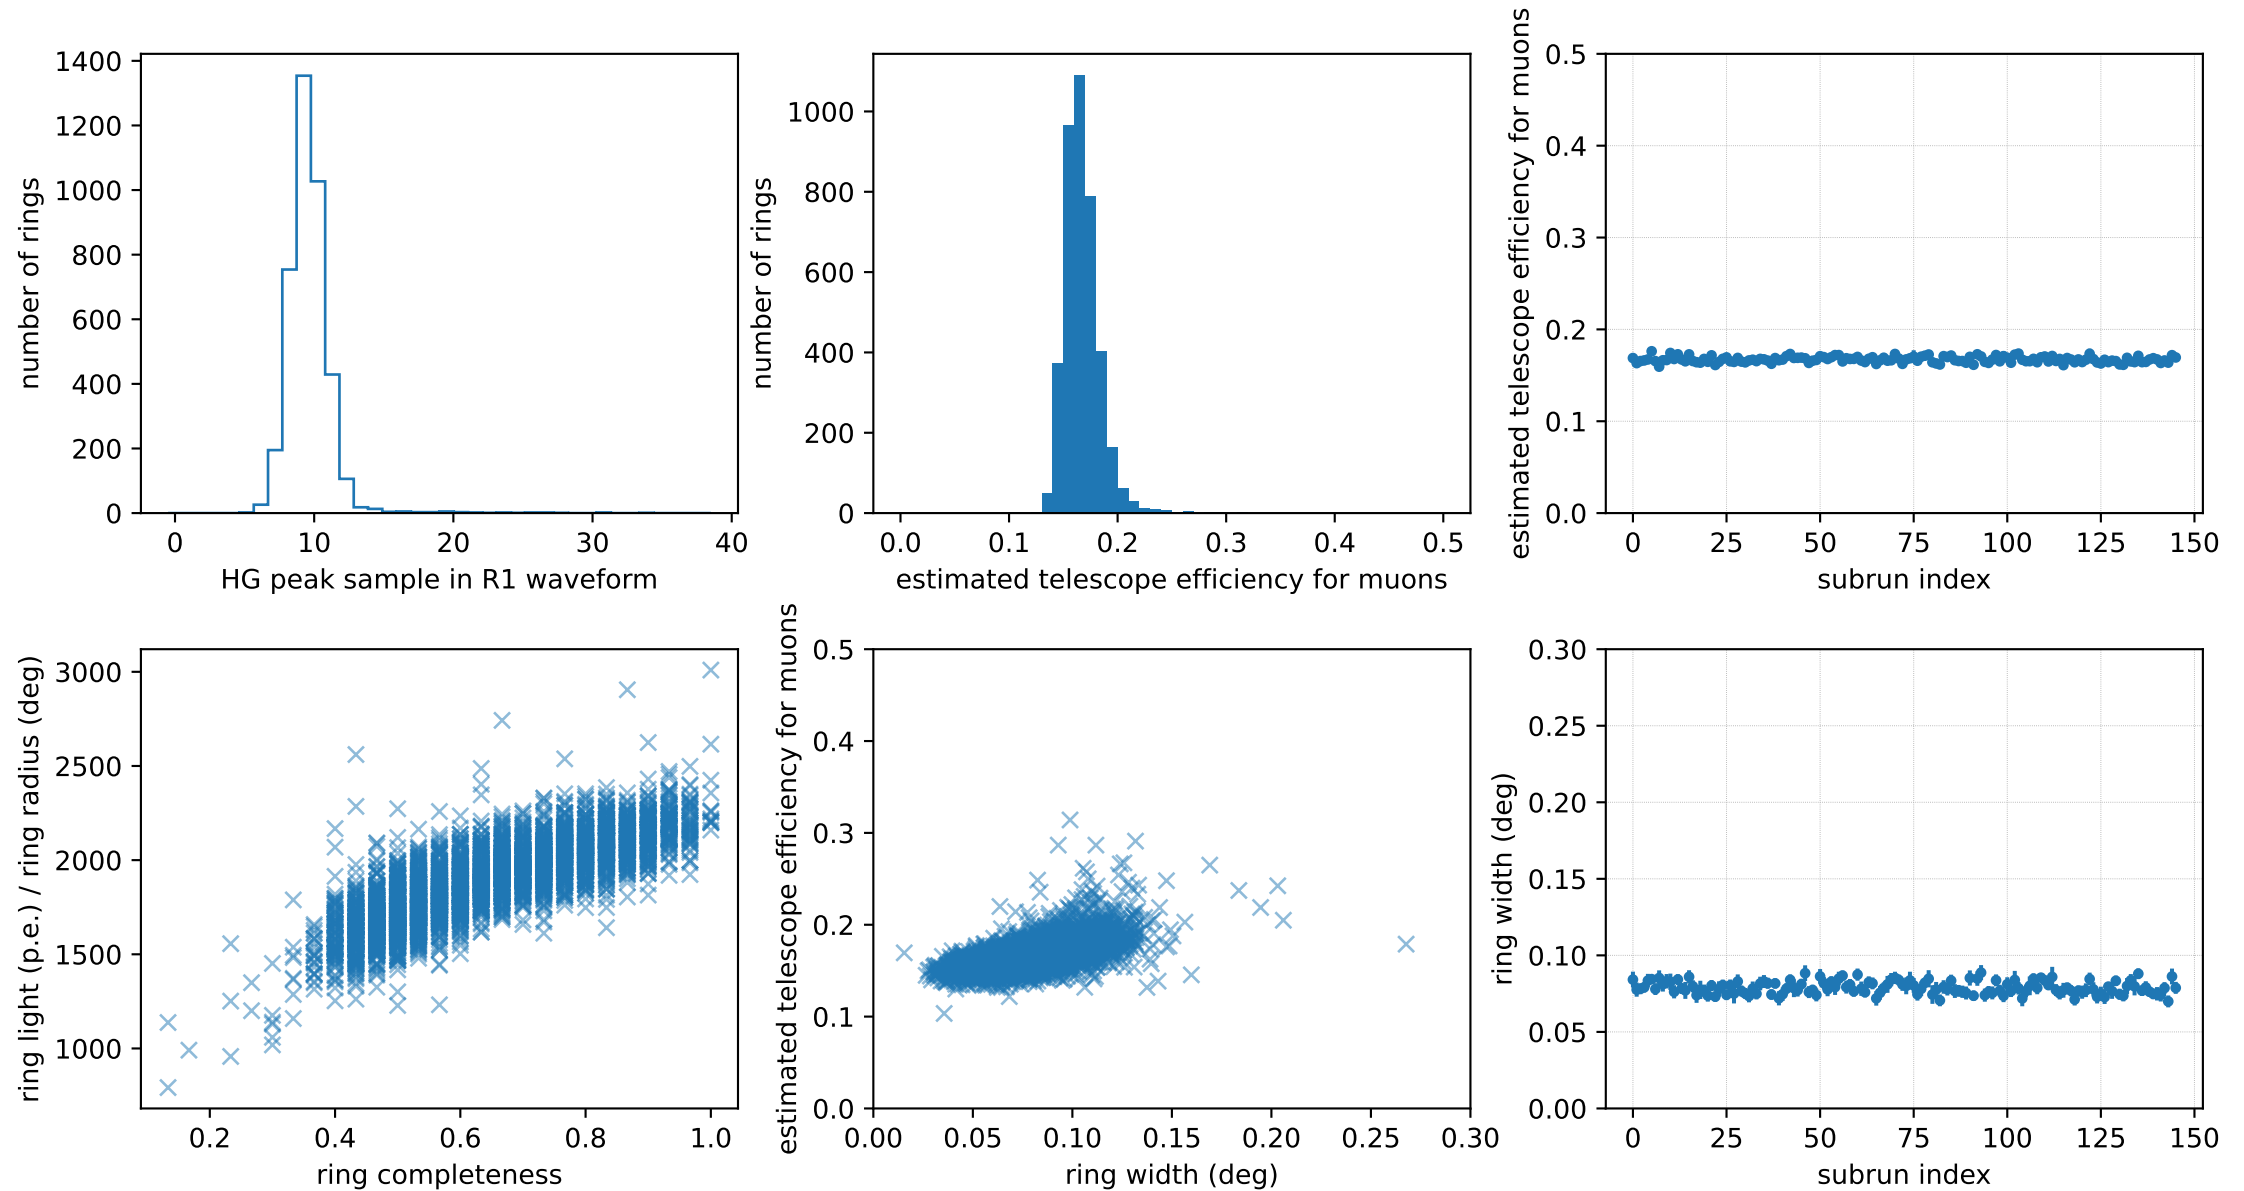 1400
1200
1000
800
600
400
200
0
number of rings
0 10 20 30 40
HG peak sample in R1 waveform
1000
800
600
400
200
0
number of rings
0.0 0.1 0.2 0.3 0.4 0.5
estimated telescope efficiency for muons
0.5
0.4
0.3
0.2
0.1
0.0
estimated telescope efficiency for muons
0 25 50 75 100 125 150
subrun index
3000
2500
2000
1500
1000
ring light (p.e.) / ring radius (deg)
0.2 0.4 0.6 0.8 1.0
ring completeness
0.5
0.4
0.3
0.2
0.1
0.0
estimated telescope efficiency for muons
0.00 0.05 0.10 0.15 0.20 0.25 0.30
ring width (deg)
0.30
0.25
0.20
0.15
0.10
0.05
0.00
ring width (deg)
0 25 50 75 100 125 150
subrun index